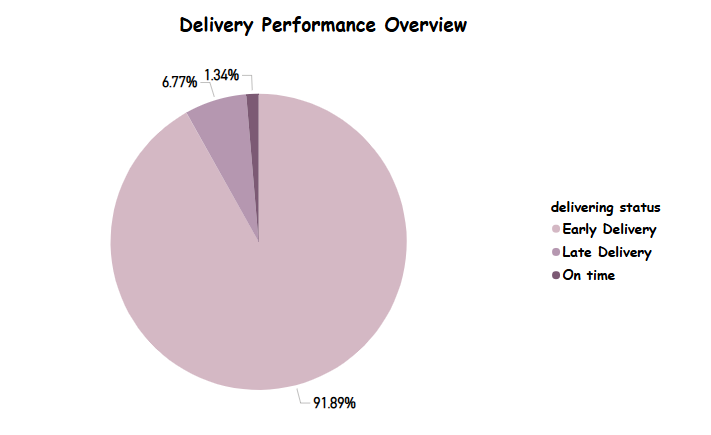 Delivery Performance Overview
6.77%
1.34%
91.89%
delivering status
Early Delivery
Late Delivery
On time